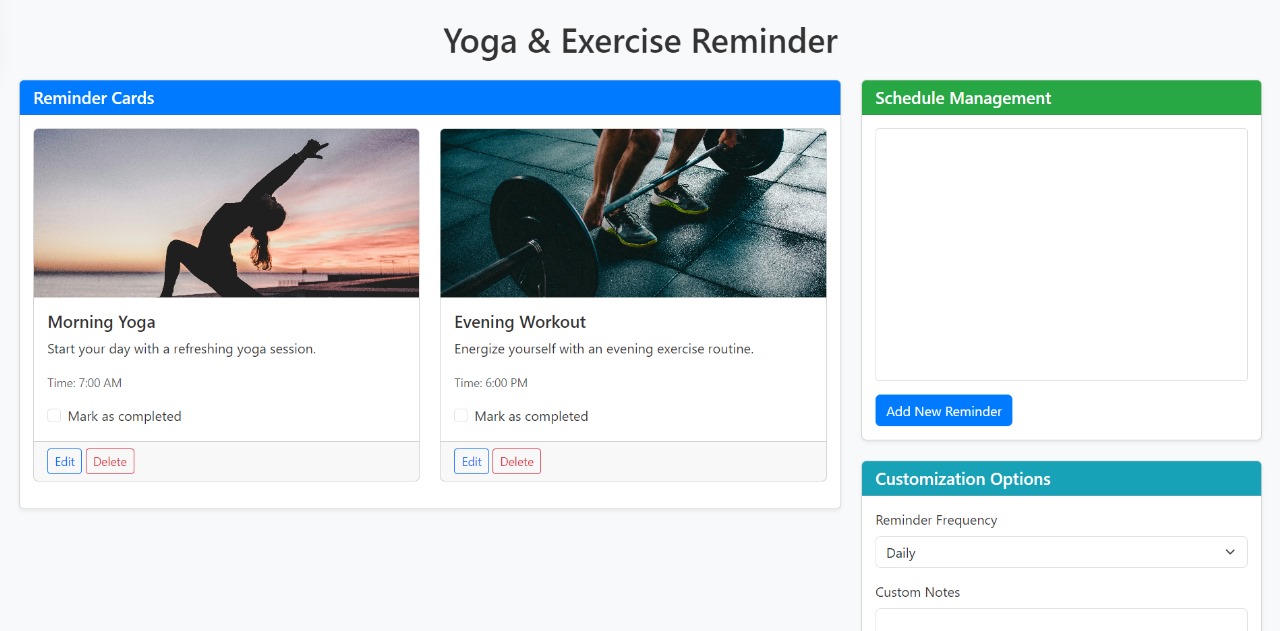 Yoga & Exercise Reminder
Reminder Cards
Morning Yoga
Start your day with a refreshing yoga session.
Time: 7:00 AM
Mark as completed
Edit Delete
Evening Workout
Energize yourself with an evening exercise routine.
Time: 6:00 PM
Mark as completed
Edit Delete
Schedule Management
Add New Reminder
Customization Options
Reminder Frequency
Daily
Custom Notes